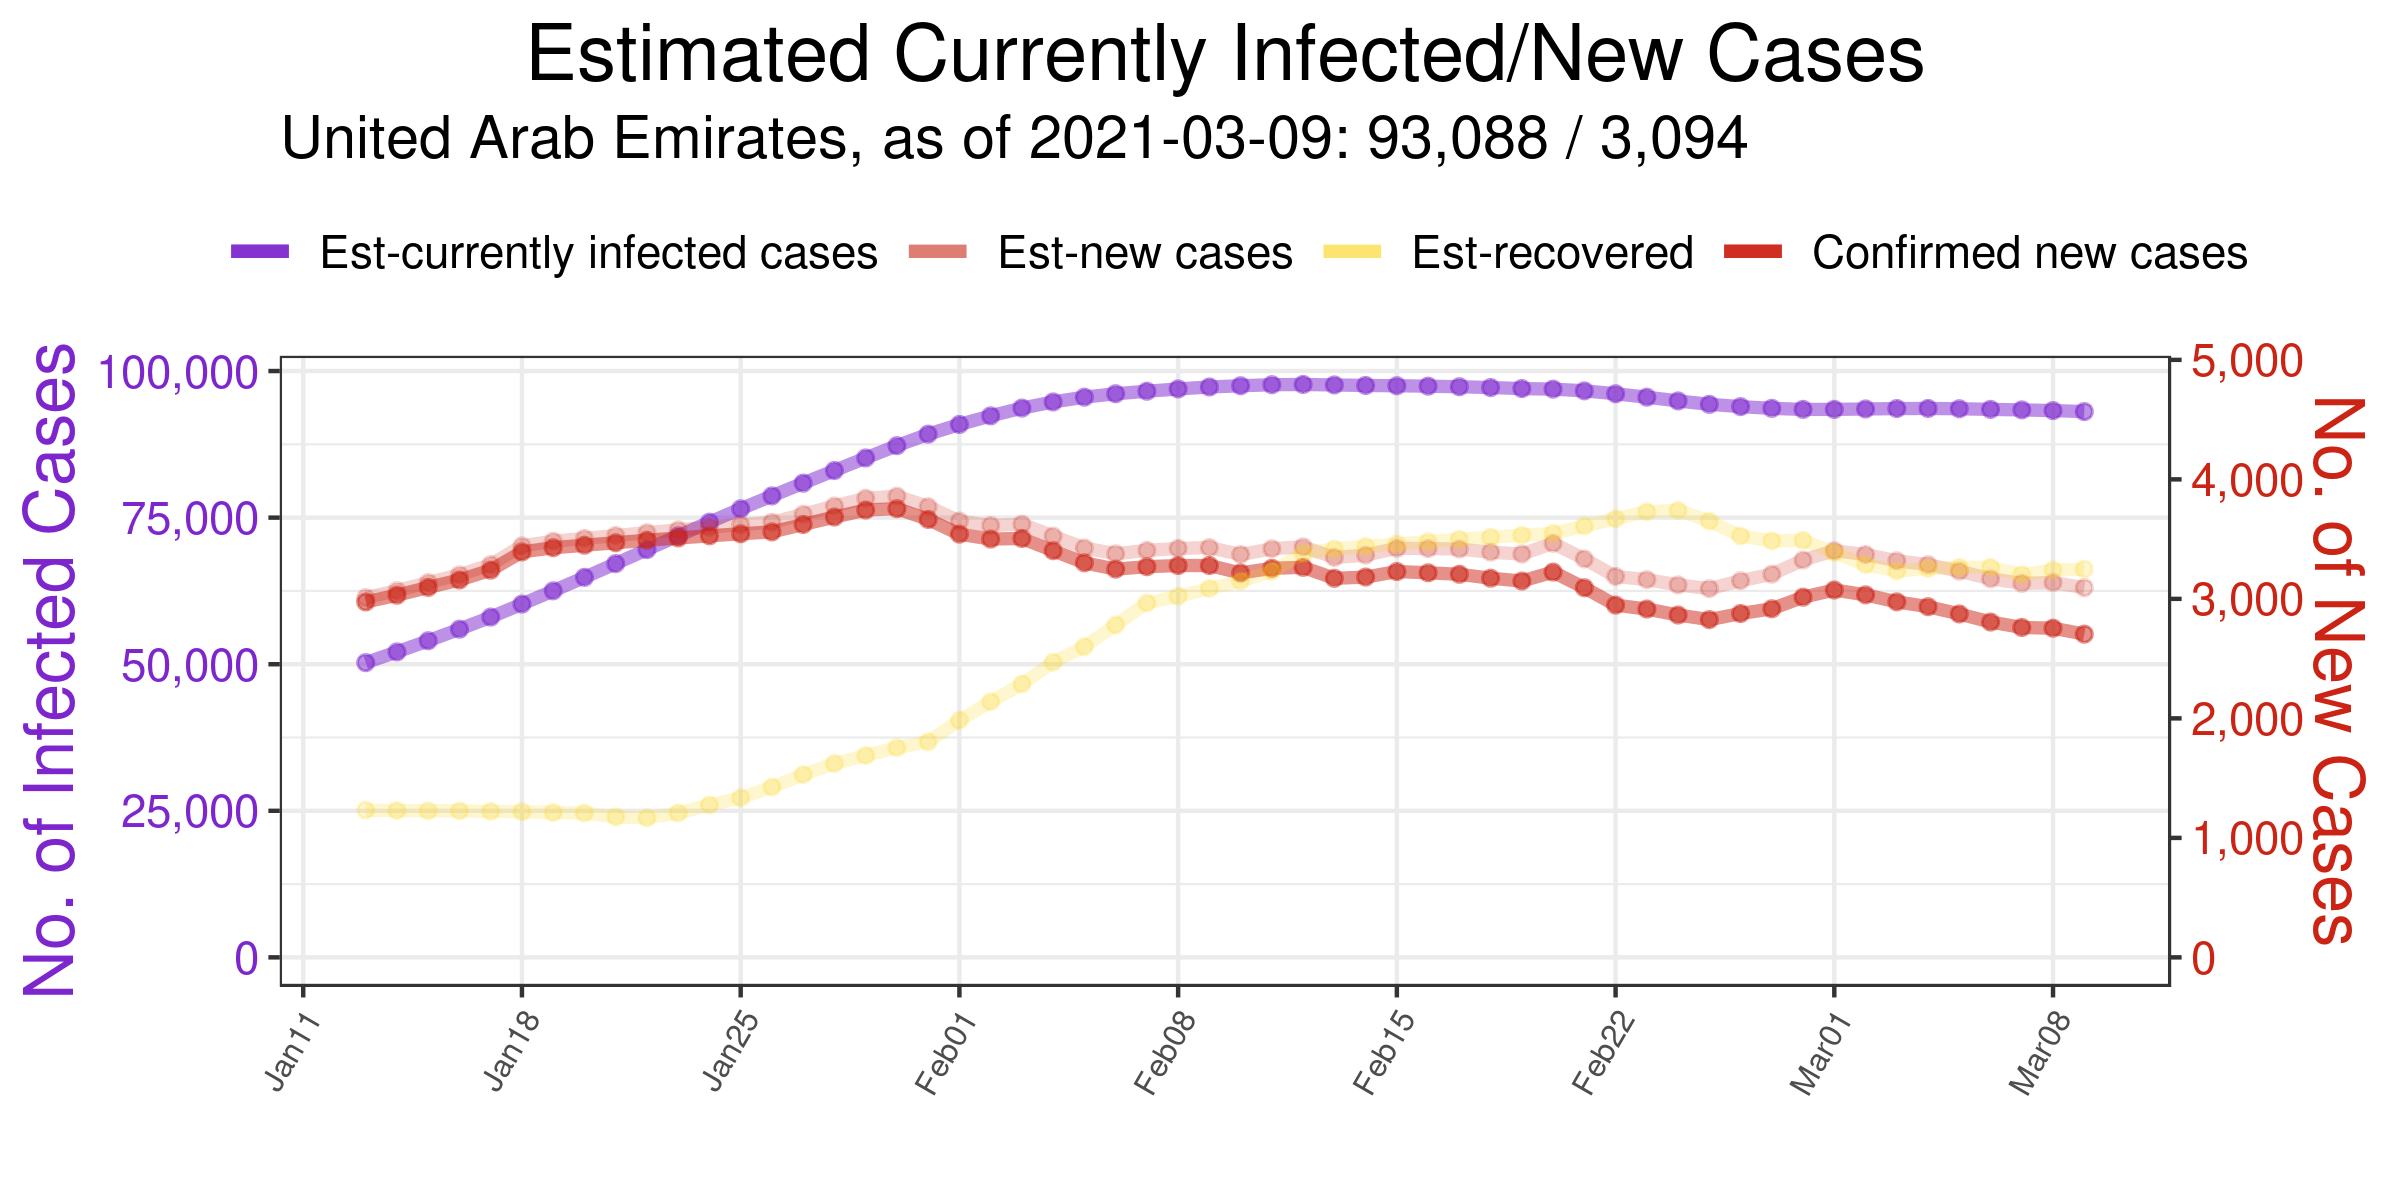 Estimated Currently Infected/New Cases
United Arab Emirates, as of 2021-03-09: 93,088 / 3,094
Est-currently infected cases Est-new cases Est-recovered Confirmed new cases
No. of Infected Cases
100,000
75,000
50,000
25,000
0
5,000
4,000
3,000
2,000
1,000
0
No. of New Cases
Jan11 Jan18 Jan25 Feb01 Feb08 Feb15 Feb22 Mar01 Mar08